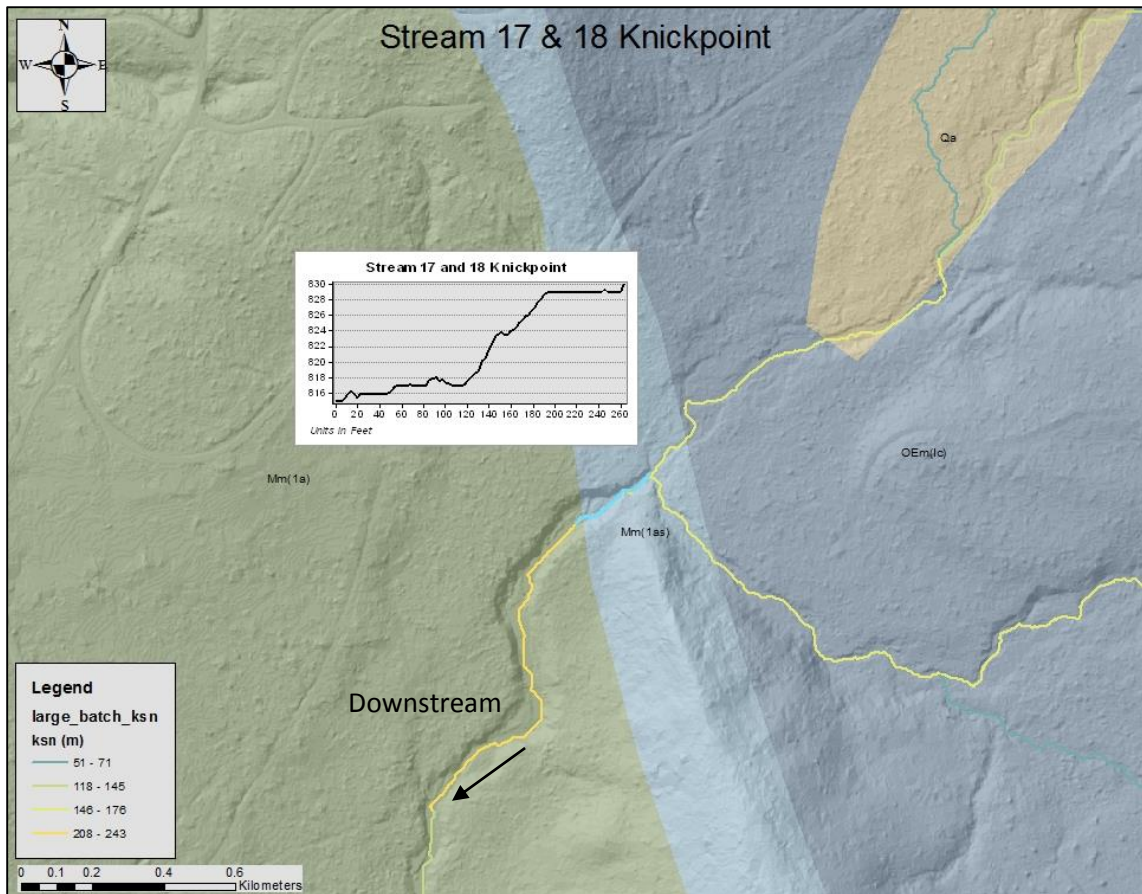 Stream 17 & 18 Knickpoint
N
W E
S
Qa
Stream 17 and 18 Knickpoint
830
828
826
824
822
820
818
816
0 20 40 60 80 100 120 140 160 180 200 220 240 260
Units in Feet
OEm(lc)
Mm(1a)
Mm(1as)
Downstream
Legend
large_batch_ksn
ksn (m)
51 - 71
118 - 145
146 - 176
208 - 243
0 0.1 0.2 0.4 0.6
Kilometers